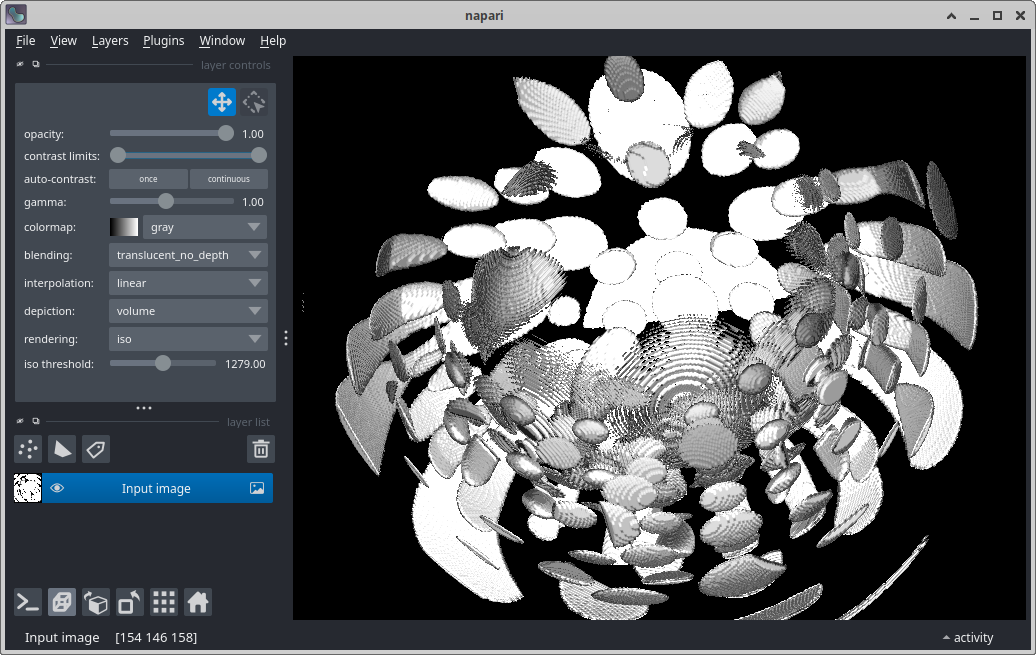 napari
File View Layers Plugins Window Help
layer controls
opacity: 1.00
contrast limits:
auto-contrast: once continuous
gamma: 1.00
colormap: gray
blending: translucent_no_depth
interpolation: linear
depiction: volume
rendering: iso
iso threshold: 1279.00
layer list
Input image
Input image [154 146 158]
activity